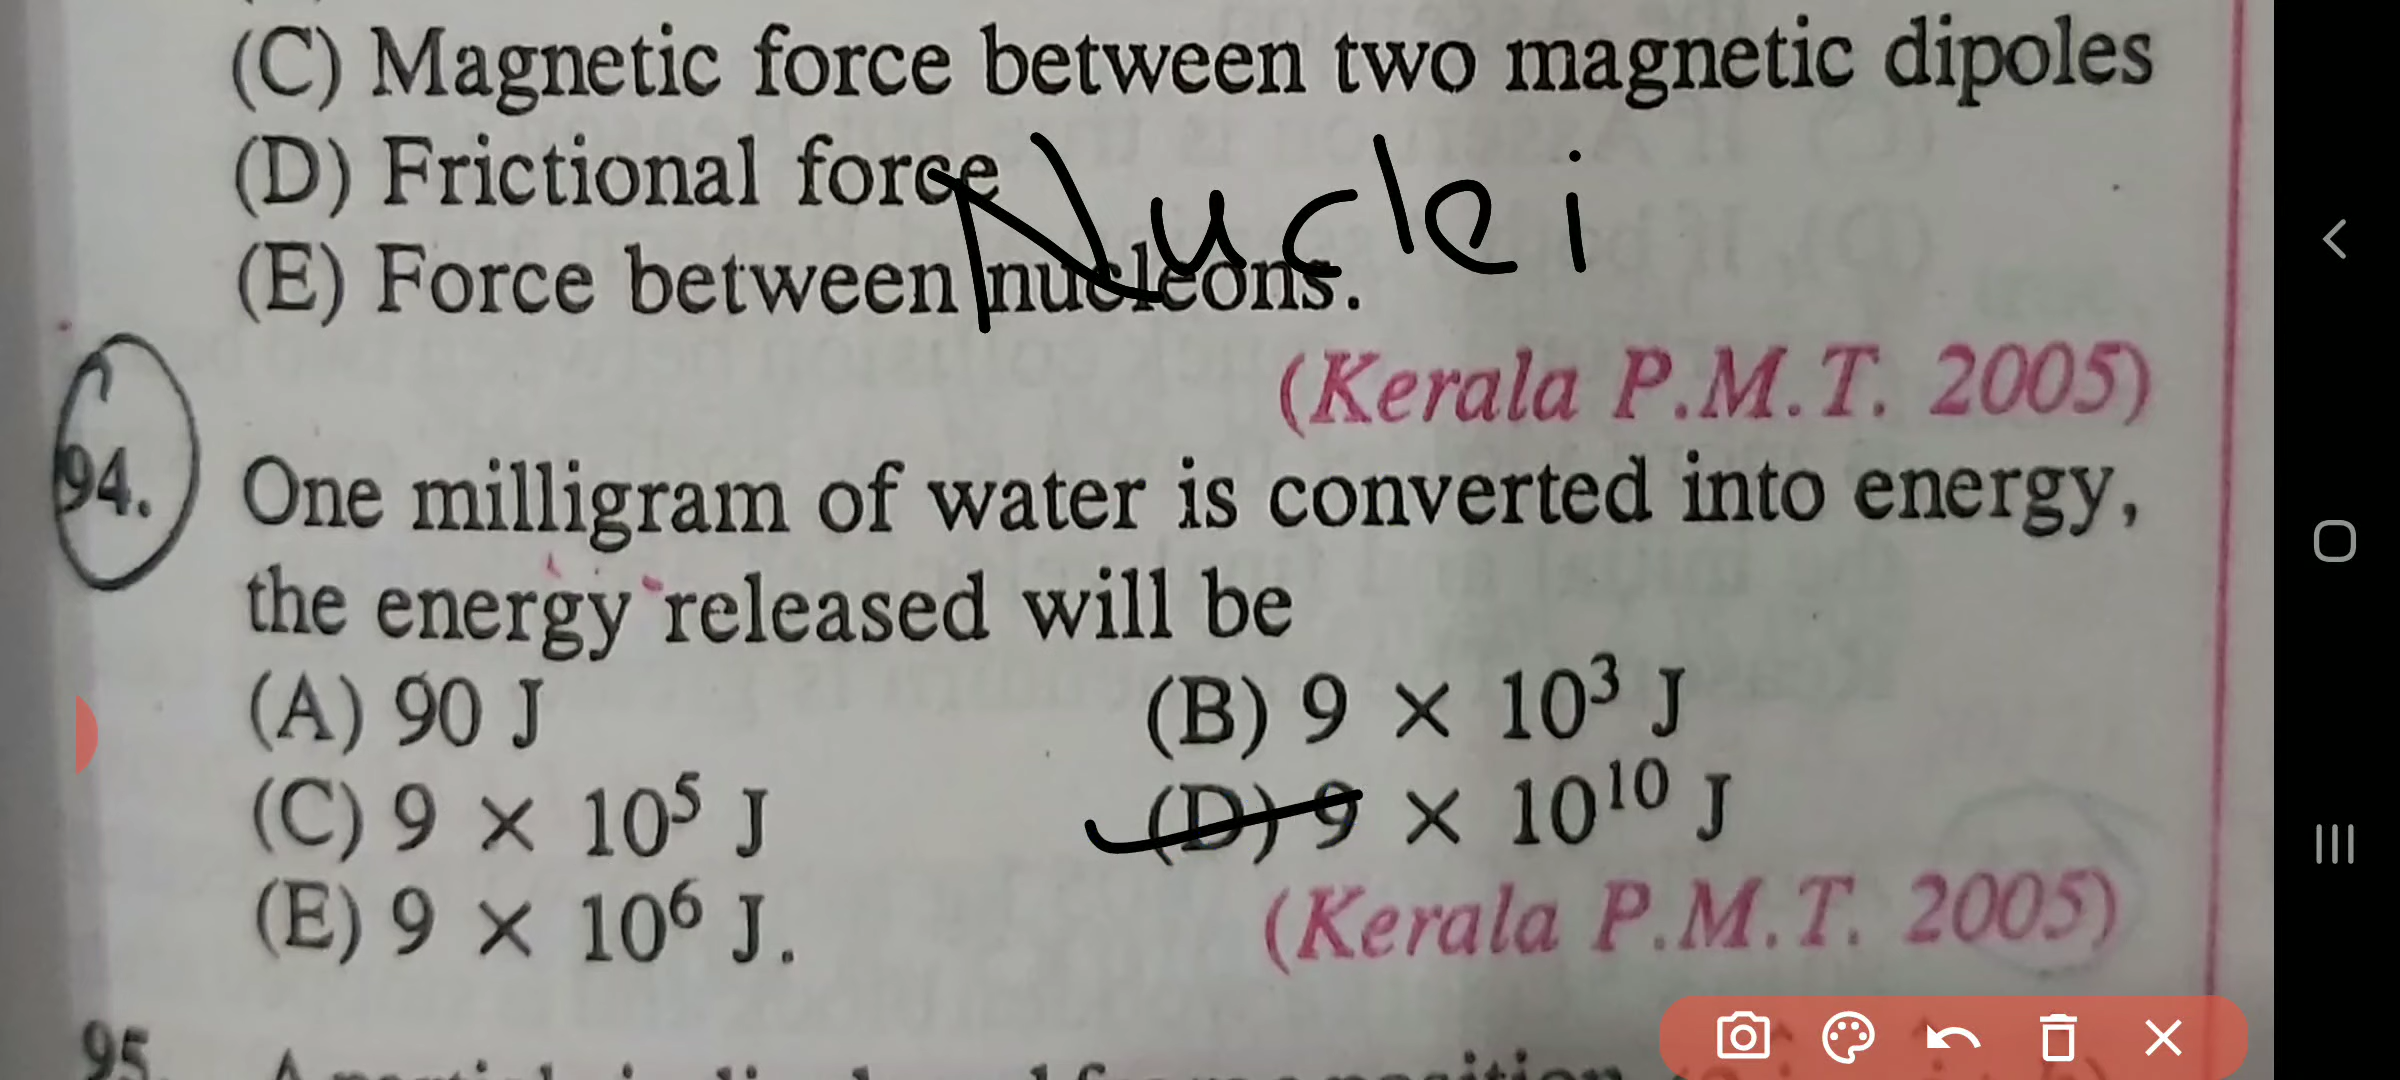 (C) Magnetic force between two magnetic dipoles
(D) Frictional force
Nuclei
(E) Force between nucleons.
(Kerala P.M.T. 2005)
94. One milligram of water is converted into energy,
the energy released will be
(A) 90 J (B) 9 × 10³ J
(C) 9 × 10⁵ J (D) 9 × 10¹⁰ J
(E) 9 × 10⁶ J. (Kerala P.M.T. 2005)
95.